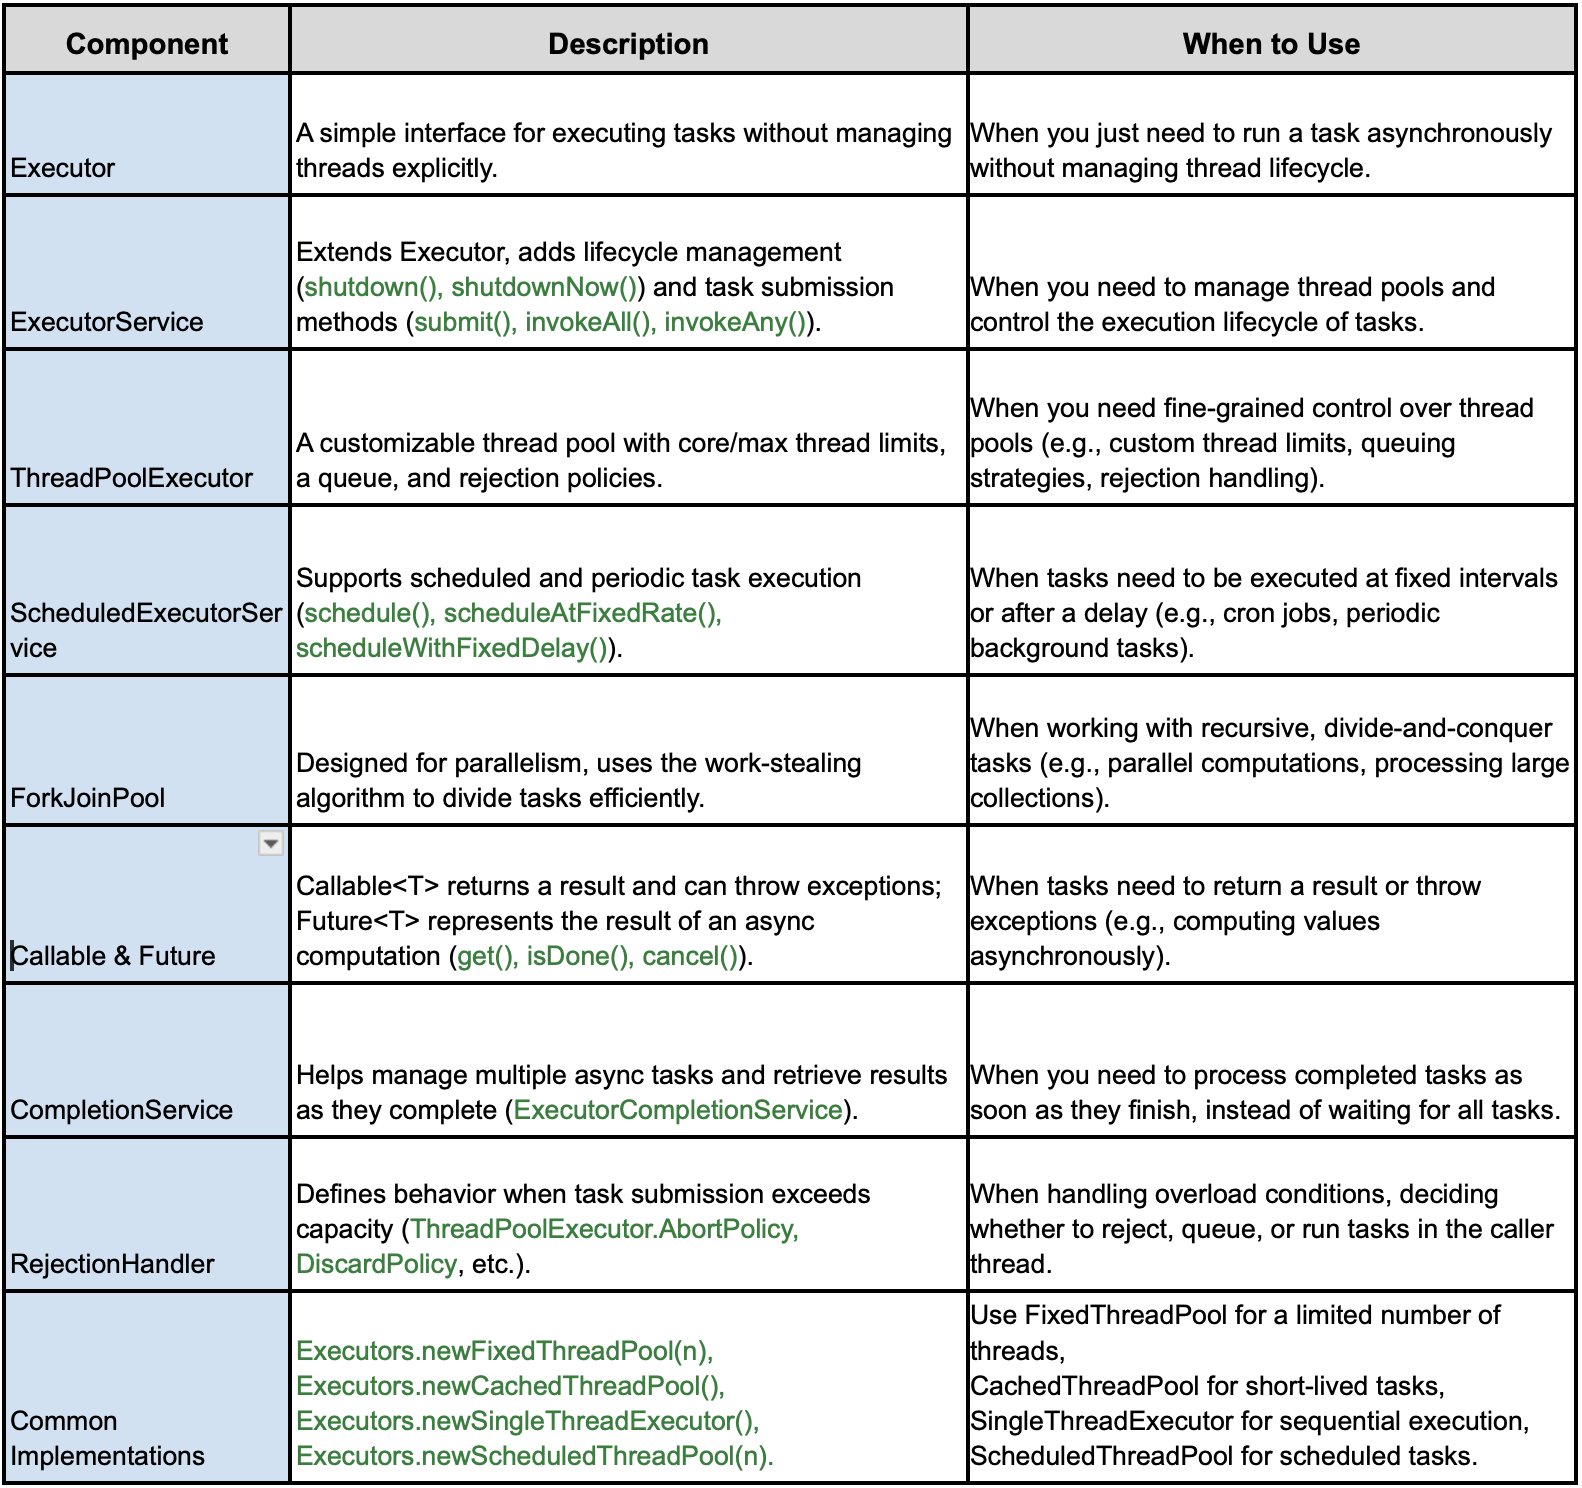 Component
Description
When to Use
Executor
A simple interface for executing tasks without managing
threads explicitly.
When you just need to run a task asynchronously
without managing thread lifecycle.
ExecutorService
Extends Executor, adds lifecycle management
(shutdown(), shutdownNow()) and task submission
methods (submit(), invokeAll(), invokeAny()).
When you need to manage thread pools and
control the execution lifecycle of tasks.
ThreadPoolExecutor
A customizable thread pool with core/max thread limits,
a queue, and rejection policies.
When you need fine-grained control over thread
pools (e.g., custom thread limits, queuing
strategies, rejection handling).
ScheduledExecutorSer
vice
Supports scheduled and periodic task execution
(schedule(), scheduleAtFixedRate(),
scheduleWithFixedDelay()).
When tasks need to be executed at fixed intervals
or after a delay (e.g., cron jobs, periodic
background tasks).
ForkJoinPool
Designed for parallelism, uses the work-stealing
algorithm to divide tasks efficiently.
When working with recursive, divide-and-conquer
tasks (e.g., parallel computations, processing large
collections).
Callable & Future
Callable<T> returns a result and can throw exceptions;
Future<T> represents the result of an async
computation (get(), isDone(), cancel()).
When tasks need to return a result or throw
exceptions (e.g., computing values
asynchronously).
CompletionService
Helps manage multiple async tasks and retrieve results
as they complete (ExecutorCompletionService).
When you need to process completed tasks as
soon as they finish, instead of waiting for all tasks.
RejectionHandler
Defines behavior when task submission exceeds
capacity (ThreadPoolExecutor.AbortPolicy,
DiscardPolicy, etc.).
When handling overload conditions, deciding
whether to reject, queue, or run tasks in the caller
thread.
Common
Implementations
Executors.newFixedThreadPool(n),
Executors.newCachedThreadPool(),
Executors.newSingleThreadExecutor(),
Executors.newScheduledThreadPool(n).
Use FixedThreadPool for a limited number of
threads,
CachedThreadPool for short-lived tasks,
SingleThreadExecutor for sequential execution,
ScheduledThreadPool for scheduled tasks.